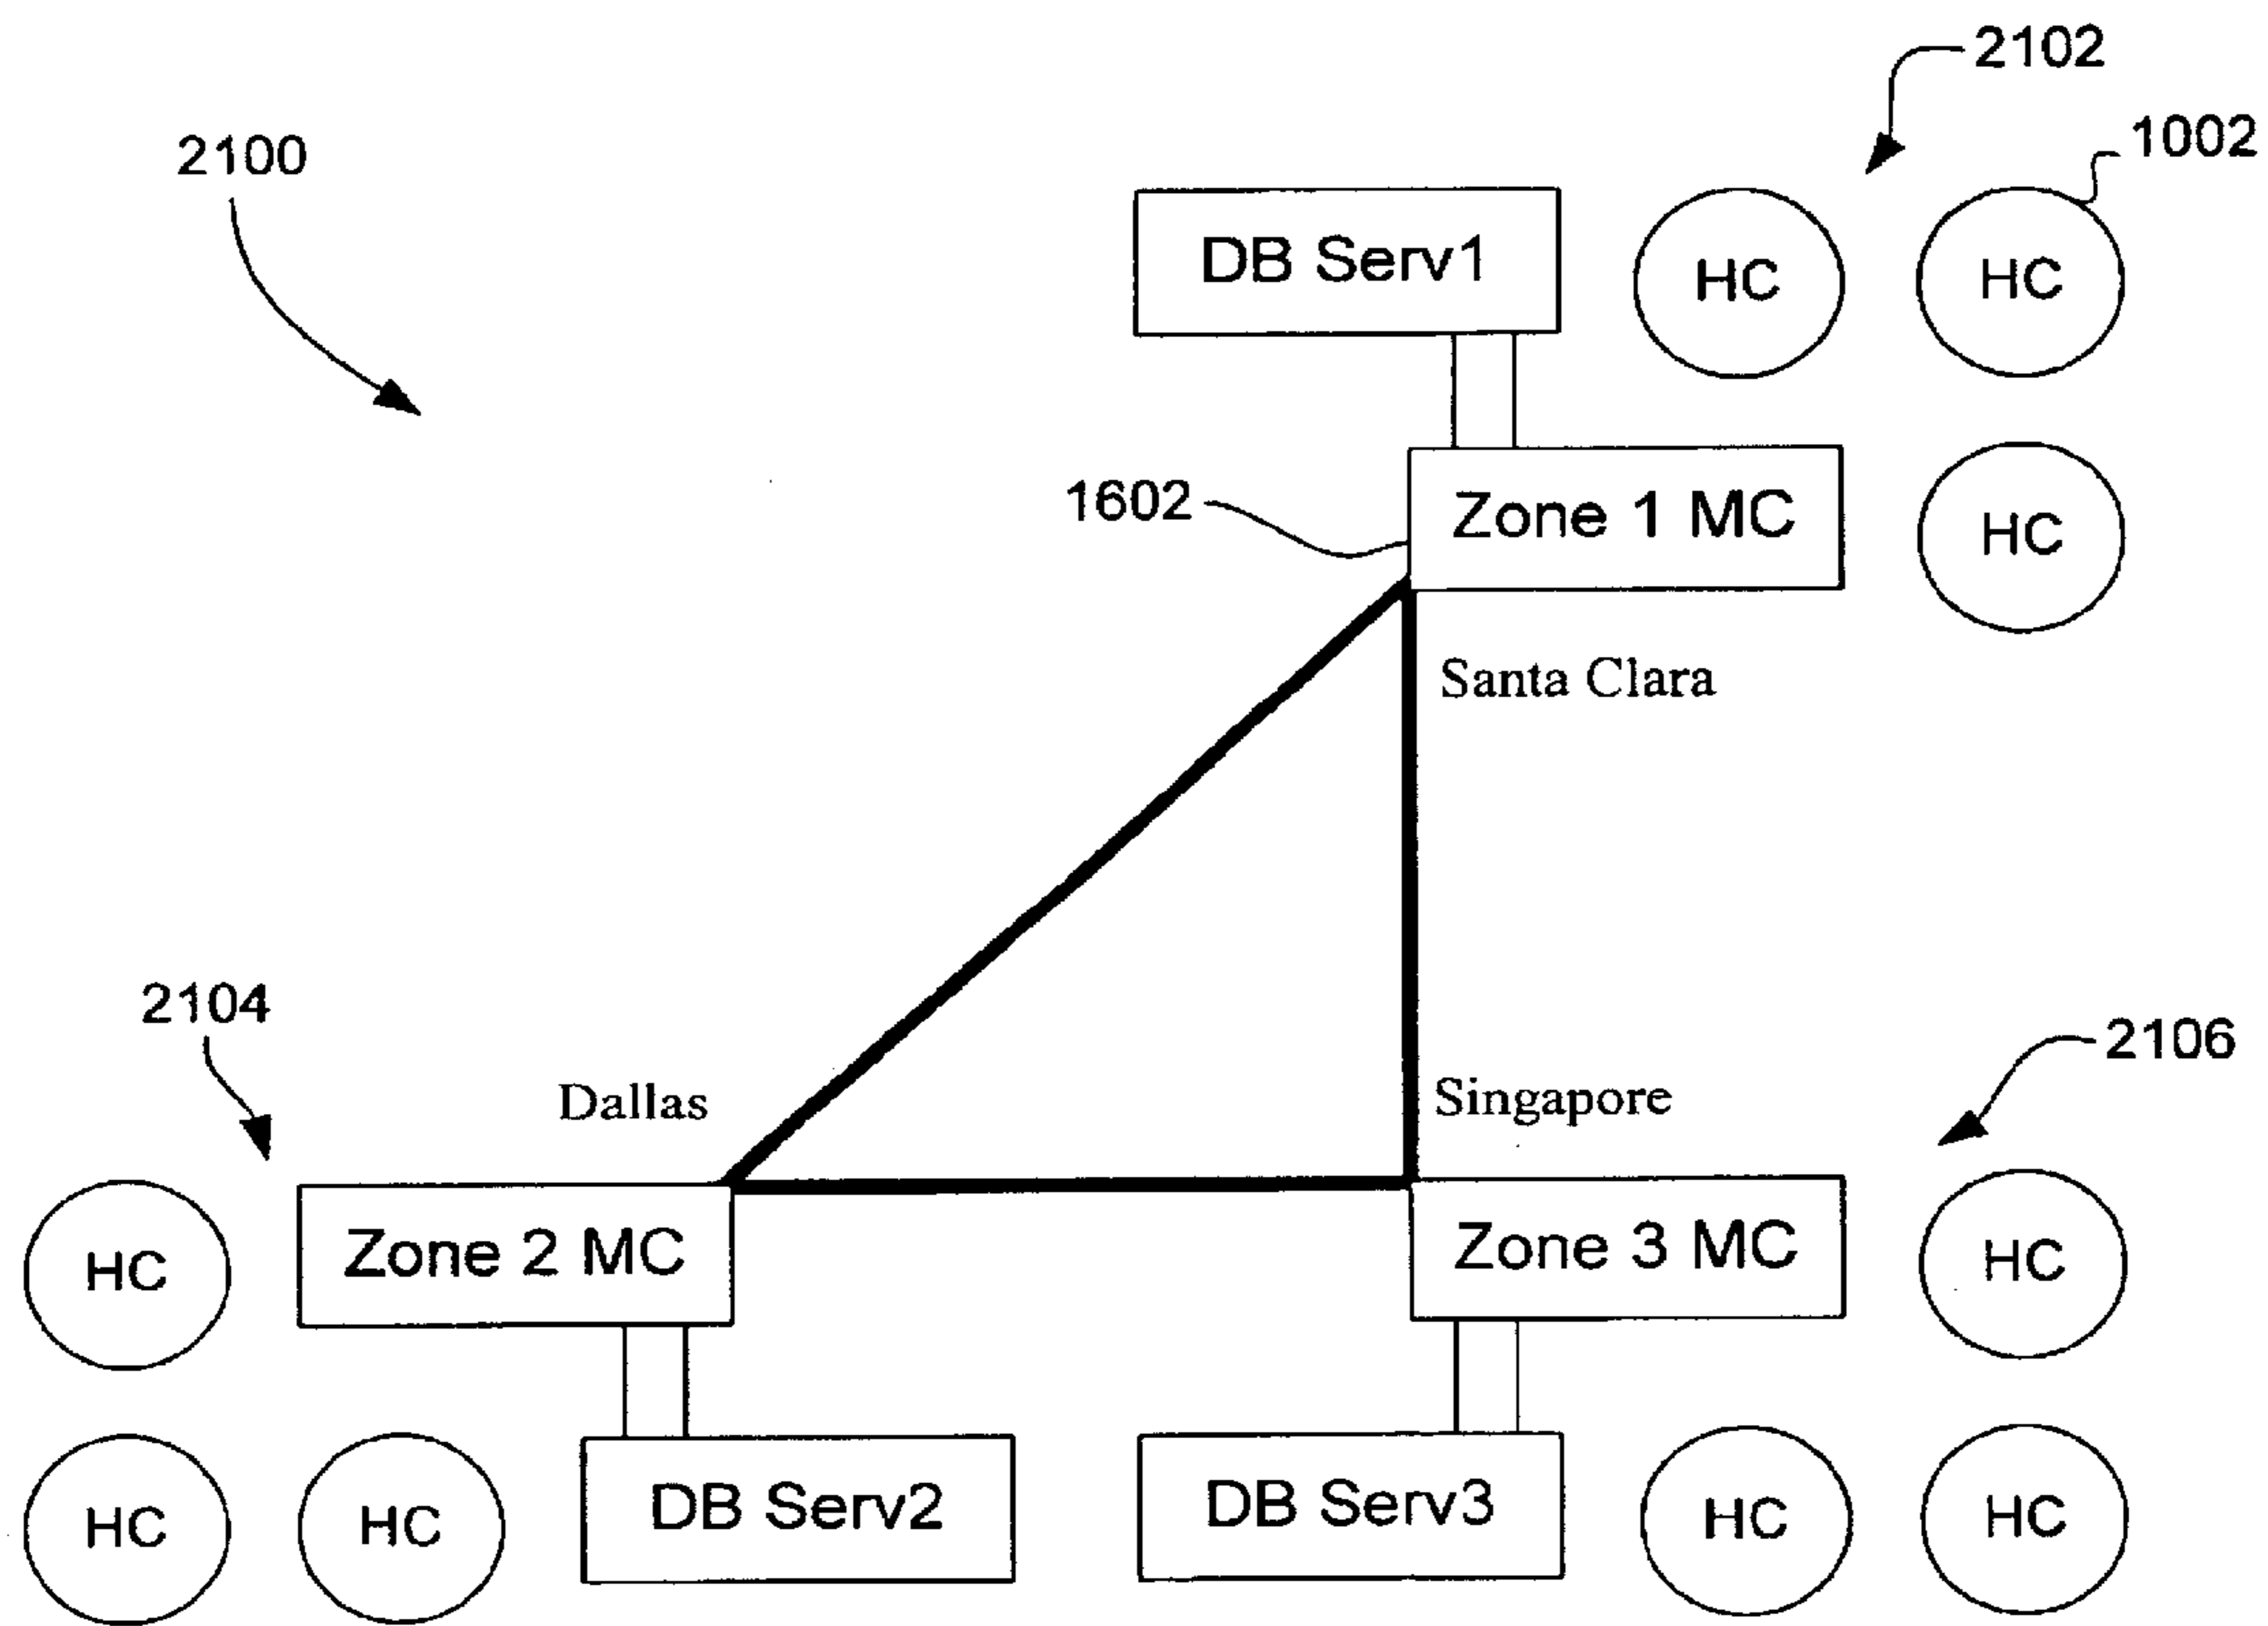 2102
1002
2100
DB Serv1
HC
HC
1602
Zone 1 MC
HC
Santa Clara
2104
2106
Dallas
Singapore
HC
Zone 2 MC
Zone 3 MC
HC
HC
HC
DB Serv2
DB Serv3
HC
HC